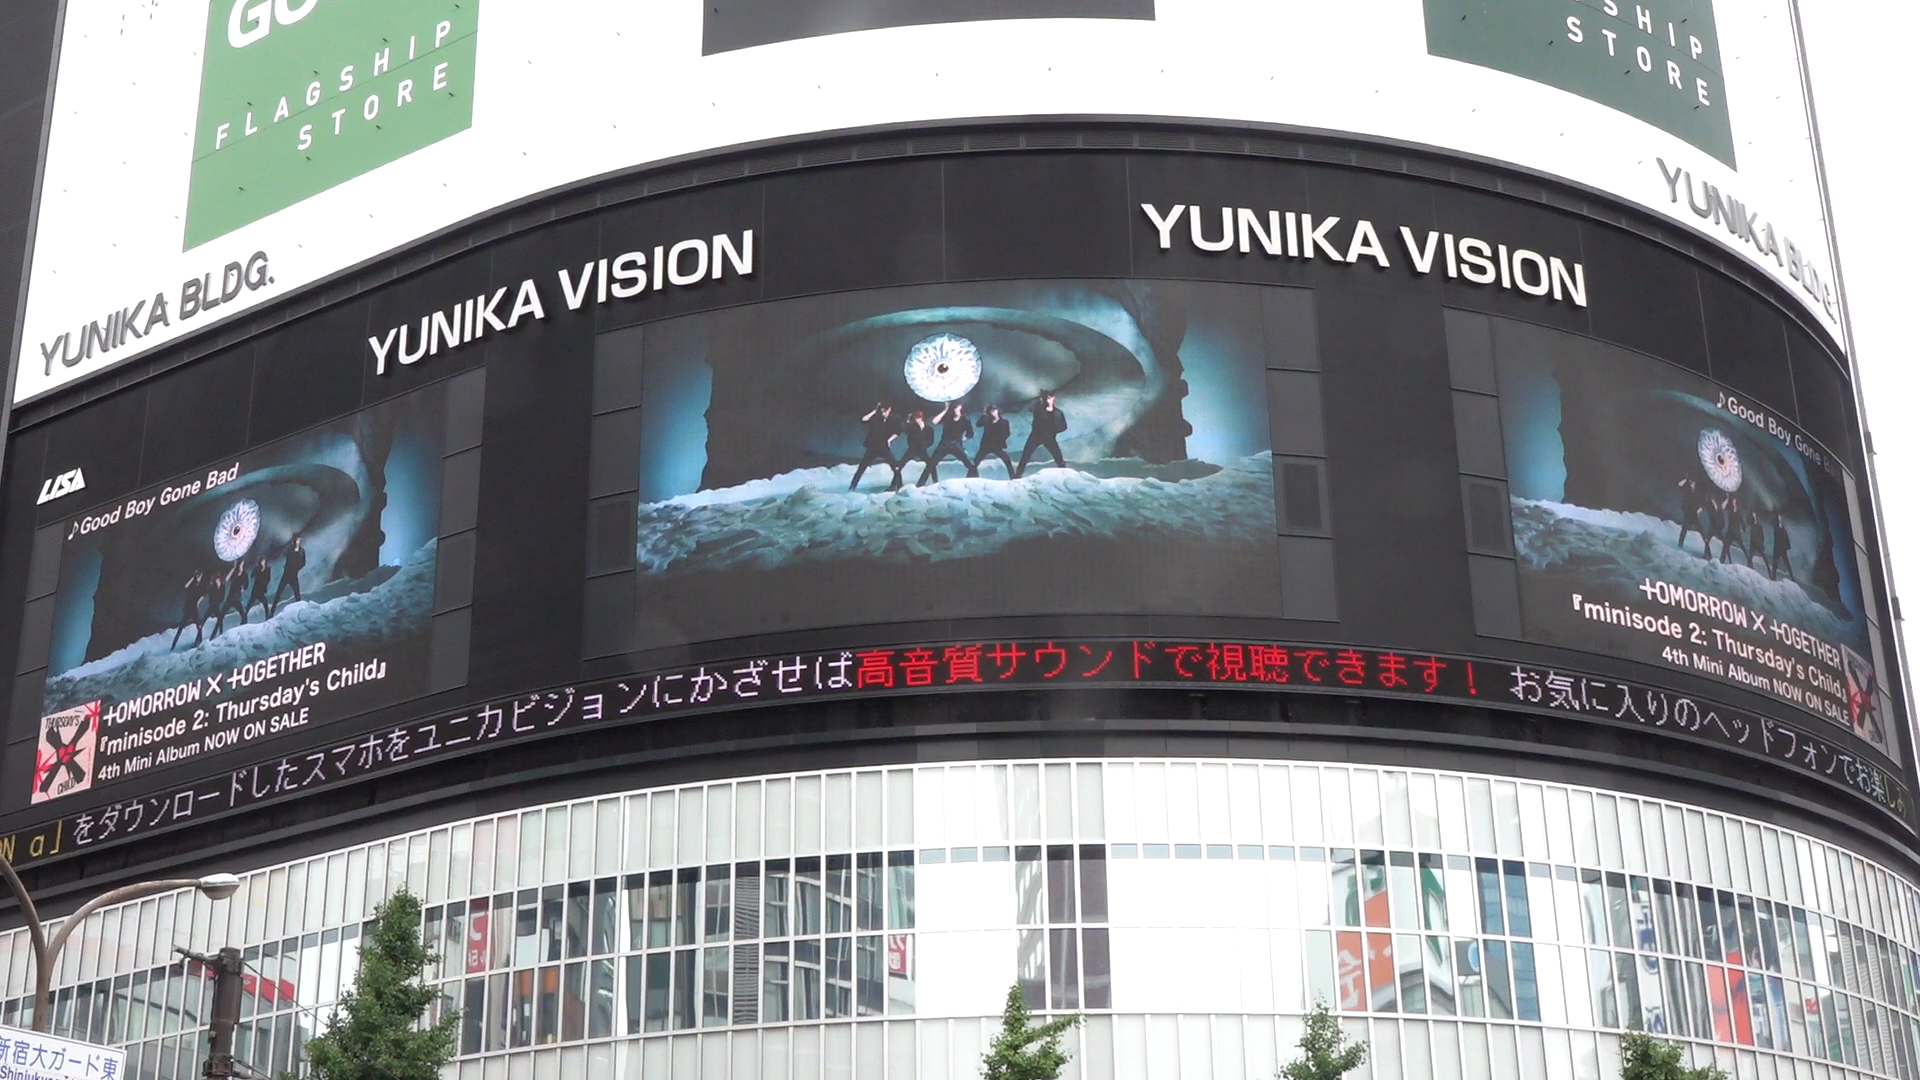 FLAGSHIP
STORE
STORE
YUNIKA BLDG.
YUNIKA VISION
YUNIKA VISION
YUNIKA BLDG.
LISA
♪Good Boy Gone Bad
TOMORROW X TOGETHER
『minisode 2: Thursday's Child』
4th Mini Album NOW ON SALE
THURSDAY'S
CHILD
♪Good Boy Gone
TOMORROW X TOGETHER
『minisode 2: Thursday's Child』
4th Mini Album NOW ON SALE
α」をダウンロードしたスマホをユニカビジョンにかざせば高音質サウンドで視聴できます! お気に入りのヘッドフォンでお楽しみ
新宿大ガード東